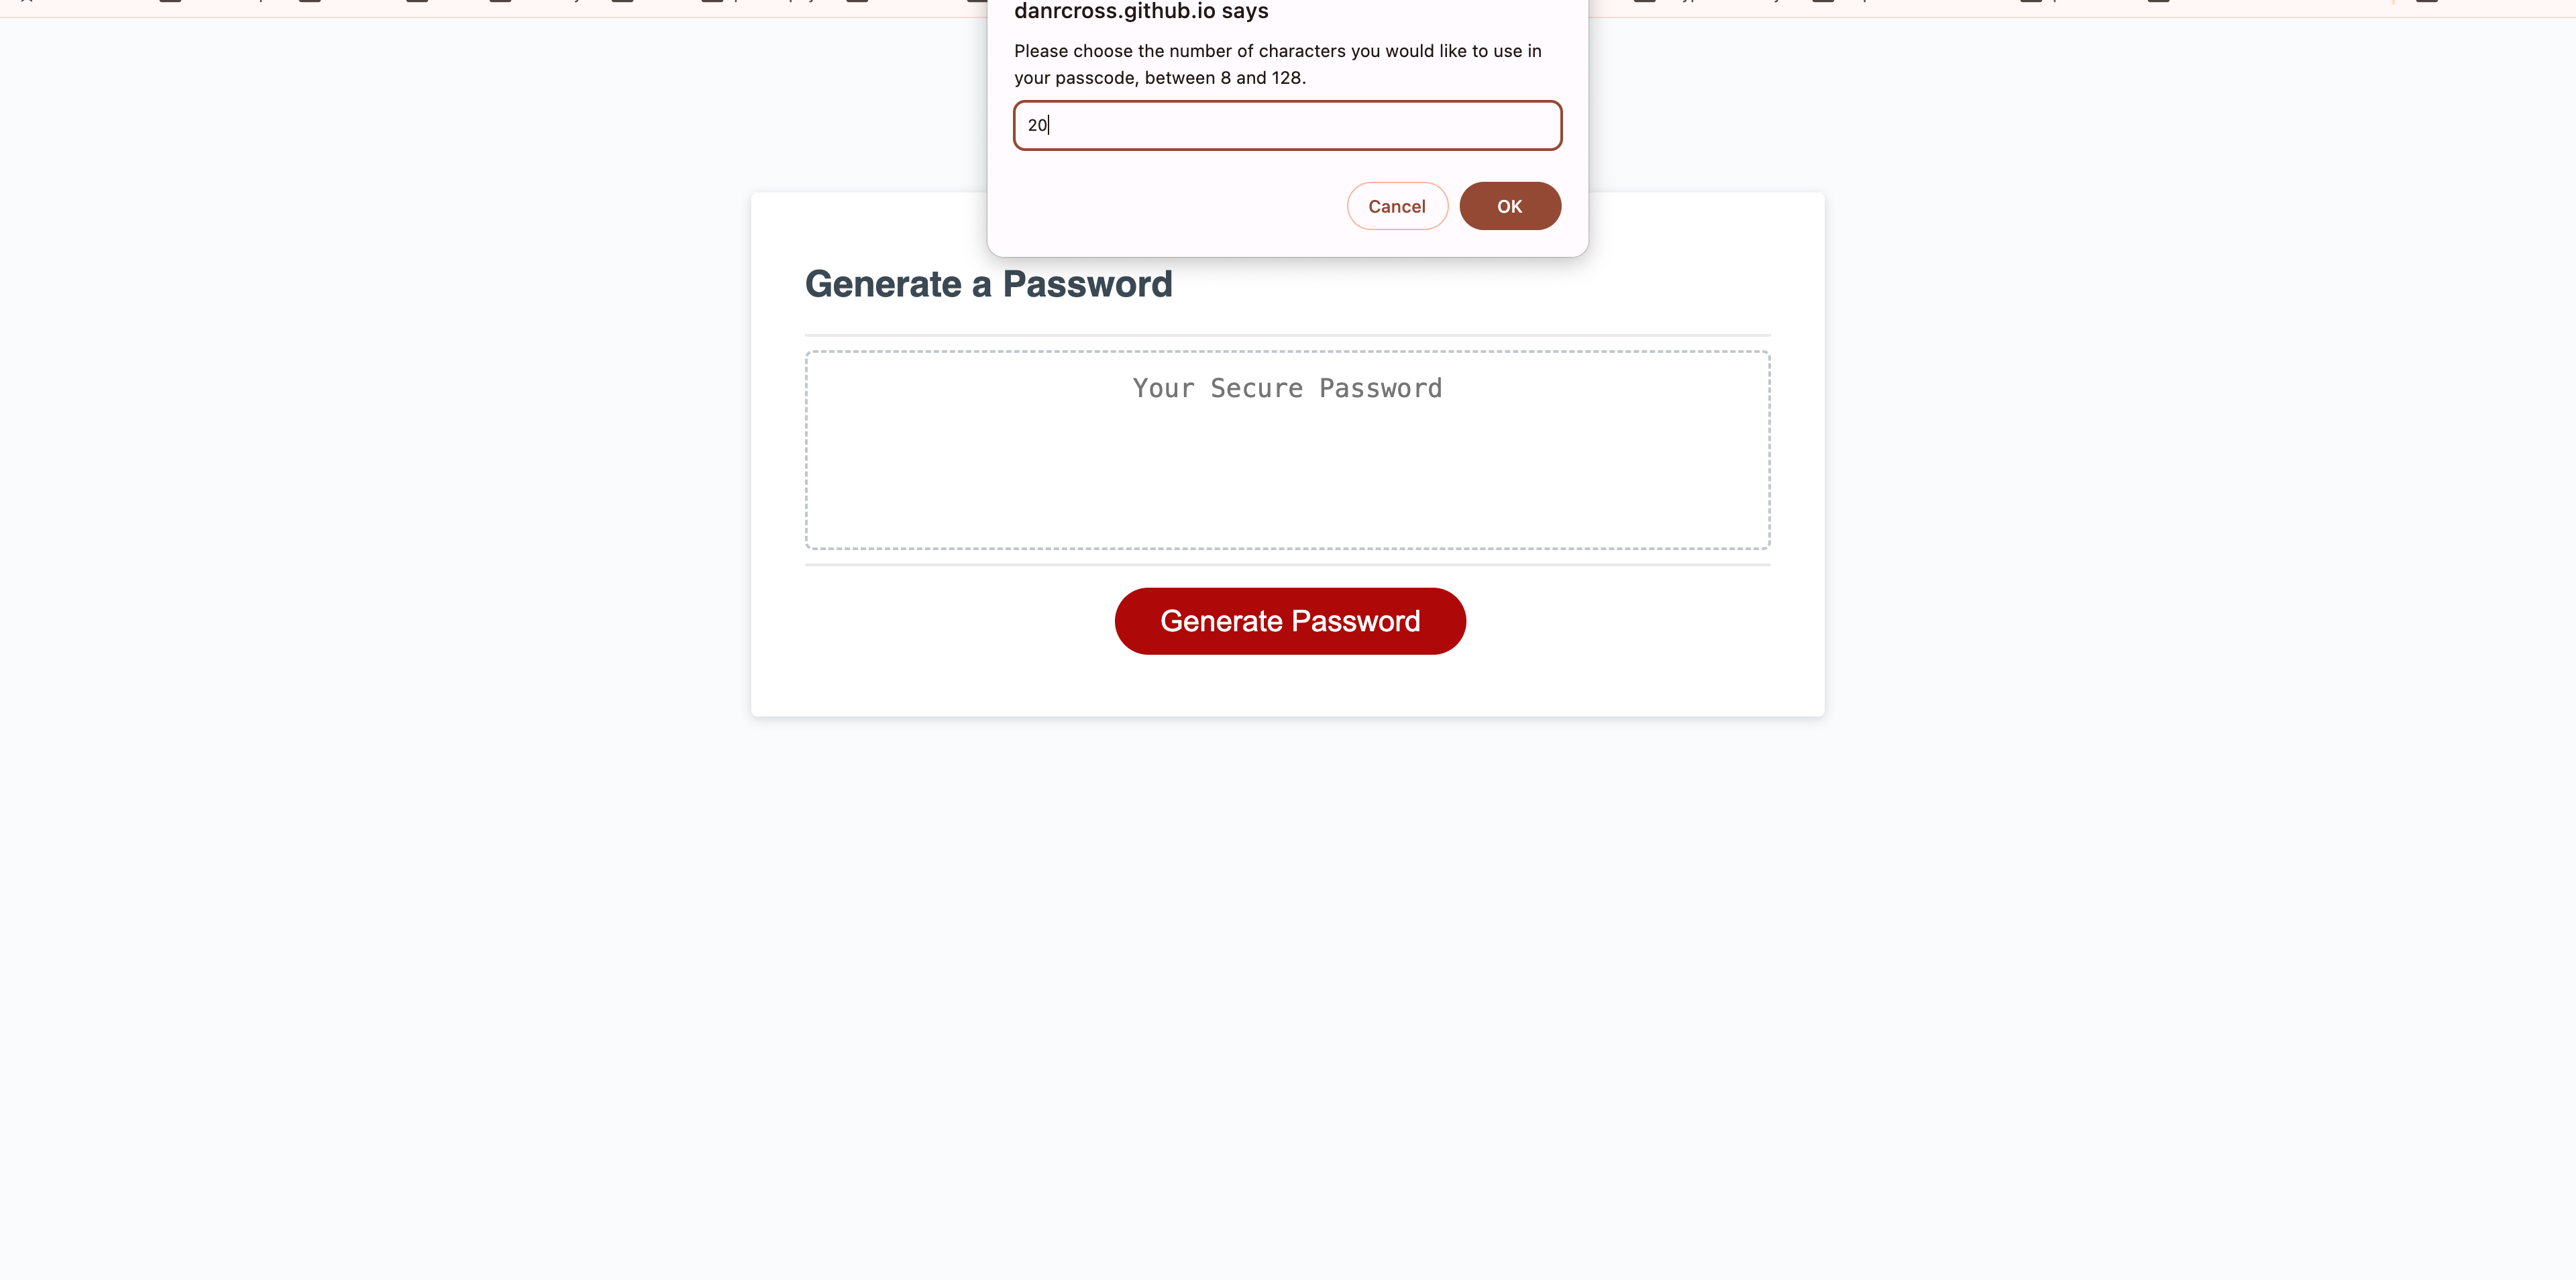 danrcross.github.io says
Please choose the number of characters you would like to use in
your passcode, between 8 and 128.
20
Cancel
OK
Generate a Password
Your Secure Password
Generate Password